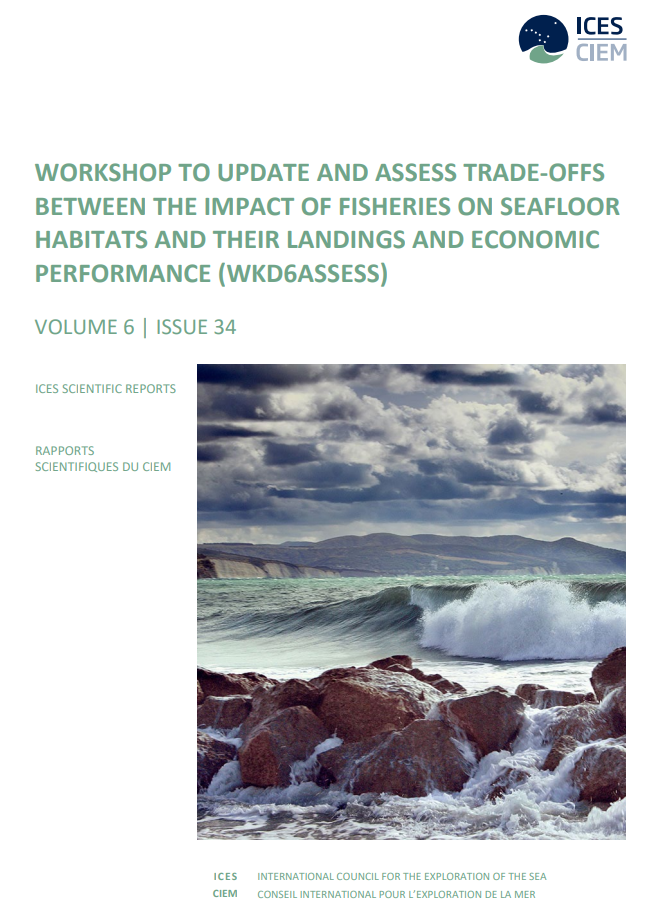 ICES
CIEM
WORKSHOP TO UPDATE AND ASSESS TRADE-OFFS
BETWEEN THE IMPACT OF FISHERIES ON SEAFLOOR
HABITATS AND THEIR LANDINGS AND ECONOMIC
PERFORMANCE (WKD6ASSESS)
VOLUME 6 | ISSUE 34
ICES SCIENTIFIC REPORTS
RAPPORTS
SCIENTIFIQUES DU CIEM
ICES INTERNATIONAL COUNCIL FOR THE EXPLORATION OF THE SEA
CIEM CONSEIL INTERNATIONAL POUR L'EXPLORATION DE LA MER